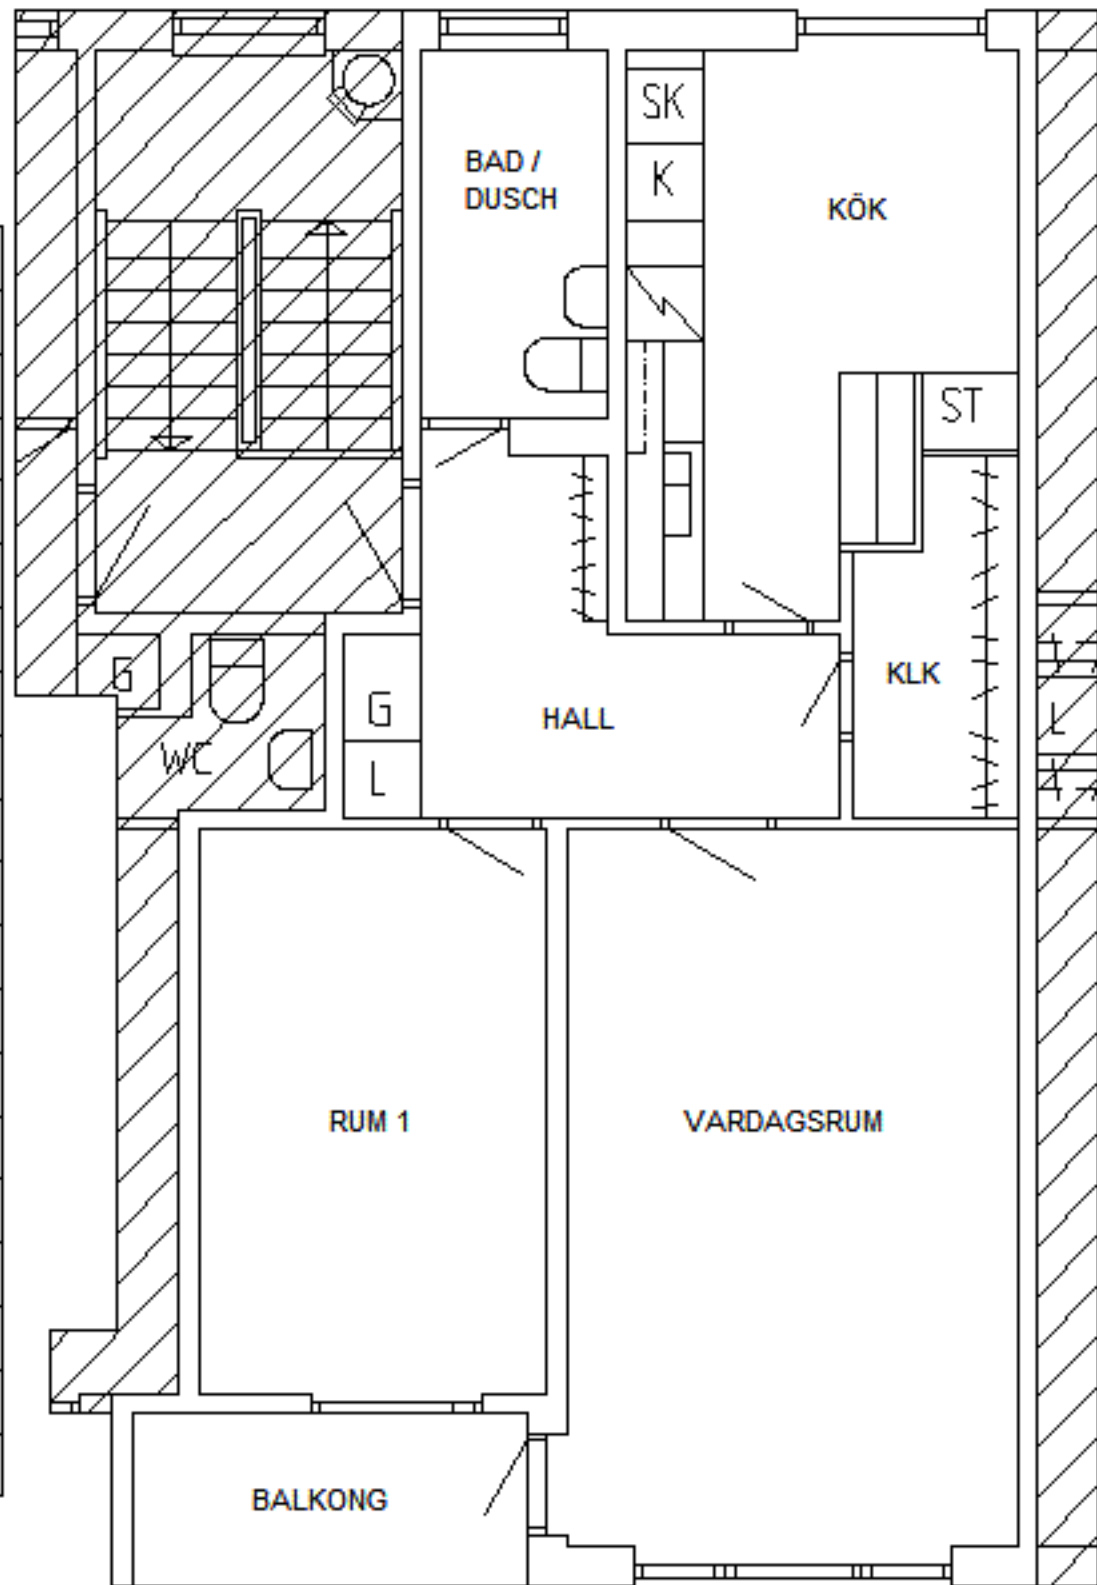 SK
BAD /
DUSCH
K
KÖK
ST
G
KLK
G
HALL
L
WC
L
RUM 1
VARDAGSRUM
BALKONG